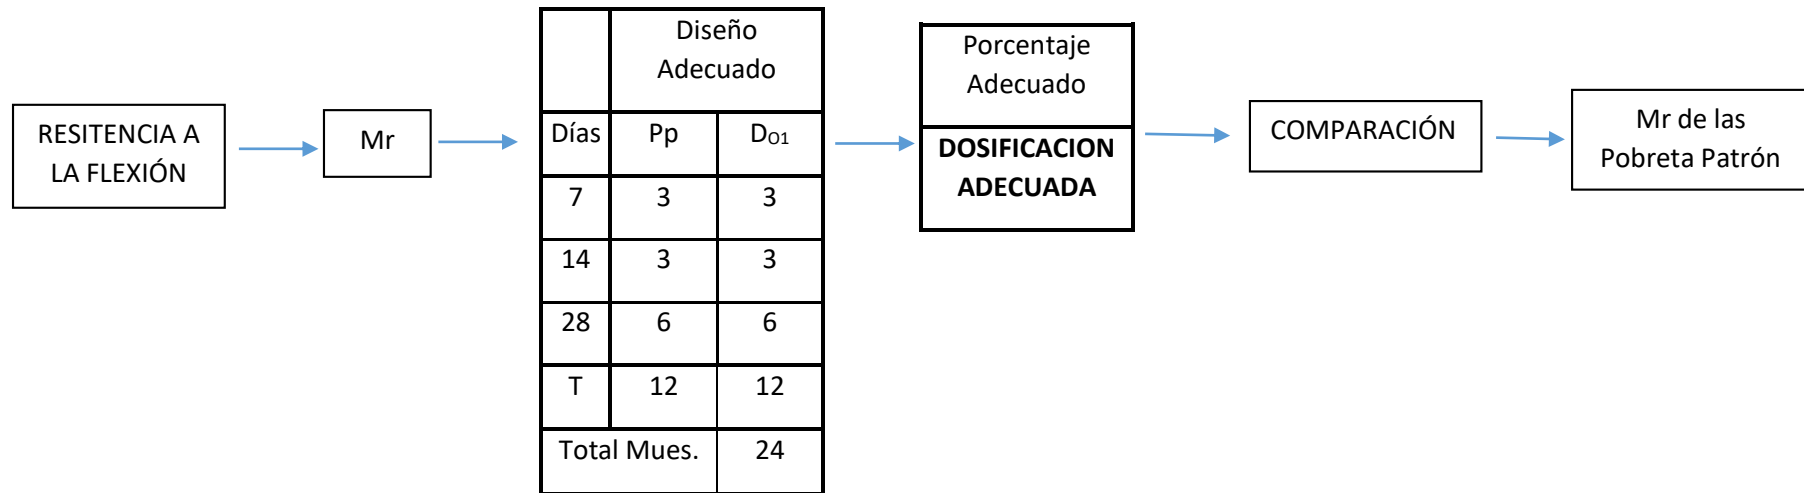 RESITENCIA A
LA FLEXIÓN
Mr
Diseño
Adecuado
Días Pp D01
7 3 3
14 3 3
28 6 6
T 12 12
Total Mues. 24
Porcentaje
Adecuado
DOSIFICACION
ADECUADA
COMPARACIÓN
Mr de las
Pobreta Patrón